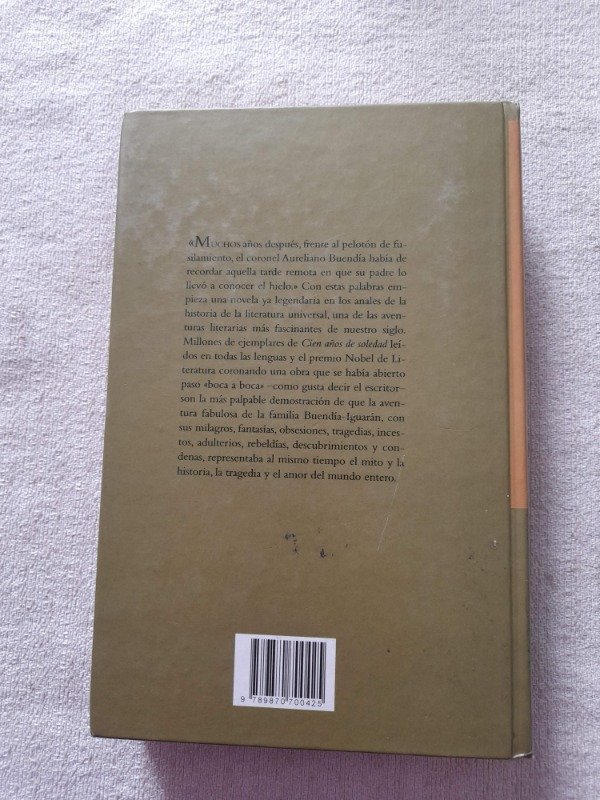 «MUCHOS años después, frente al pelotón de fu-
silamiento, el coronel Aureliano Buendía había de
recordar aquella tarde remota en que su padre lo
llevó a conocer el hielo.» Con estas palabras em-
pieza una novela ya legendaria en los anales de la
historia de la literatura universal, una de las aven-
turas literarias más fascinantes de nuestro siglo.
Millones de ejemplares de Cien años de soledad leí-
dos en todas las lenguas y el premio Nobel de Li-
teratura coronando una obra que se había abierto
paso «boca a boca» –como gusta decir el escritor–
son la más palpable demostración de que la aven-
tura fabulosa de la familia Buendía-Iguarán, con
sus milagros, fantasías, obsesiones, tragedias, inces-
tos, adulterios, rebeldías, descubrimientos y con-
denas, representaba al mismo tiempo el mito y la
historia, la tragedia y el amor del mundo entero.
9 789870 700425